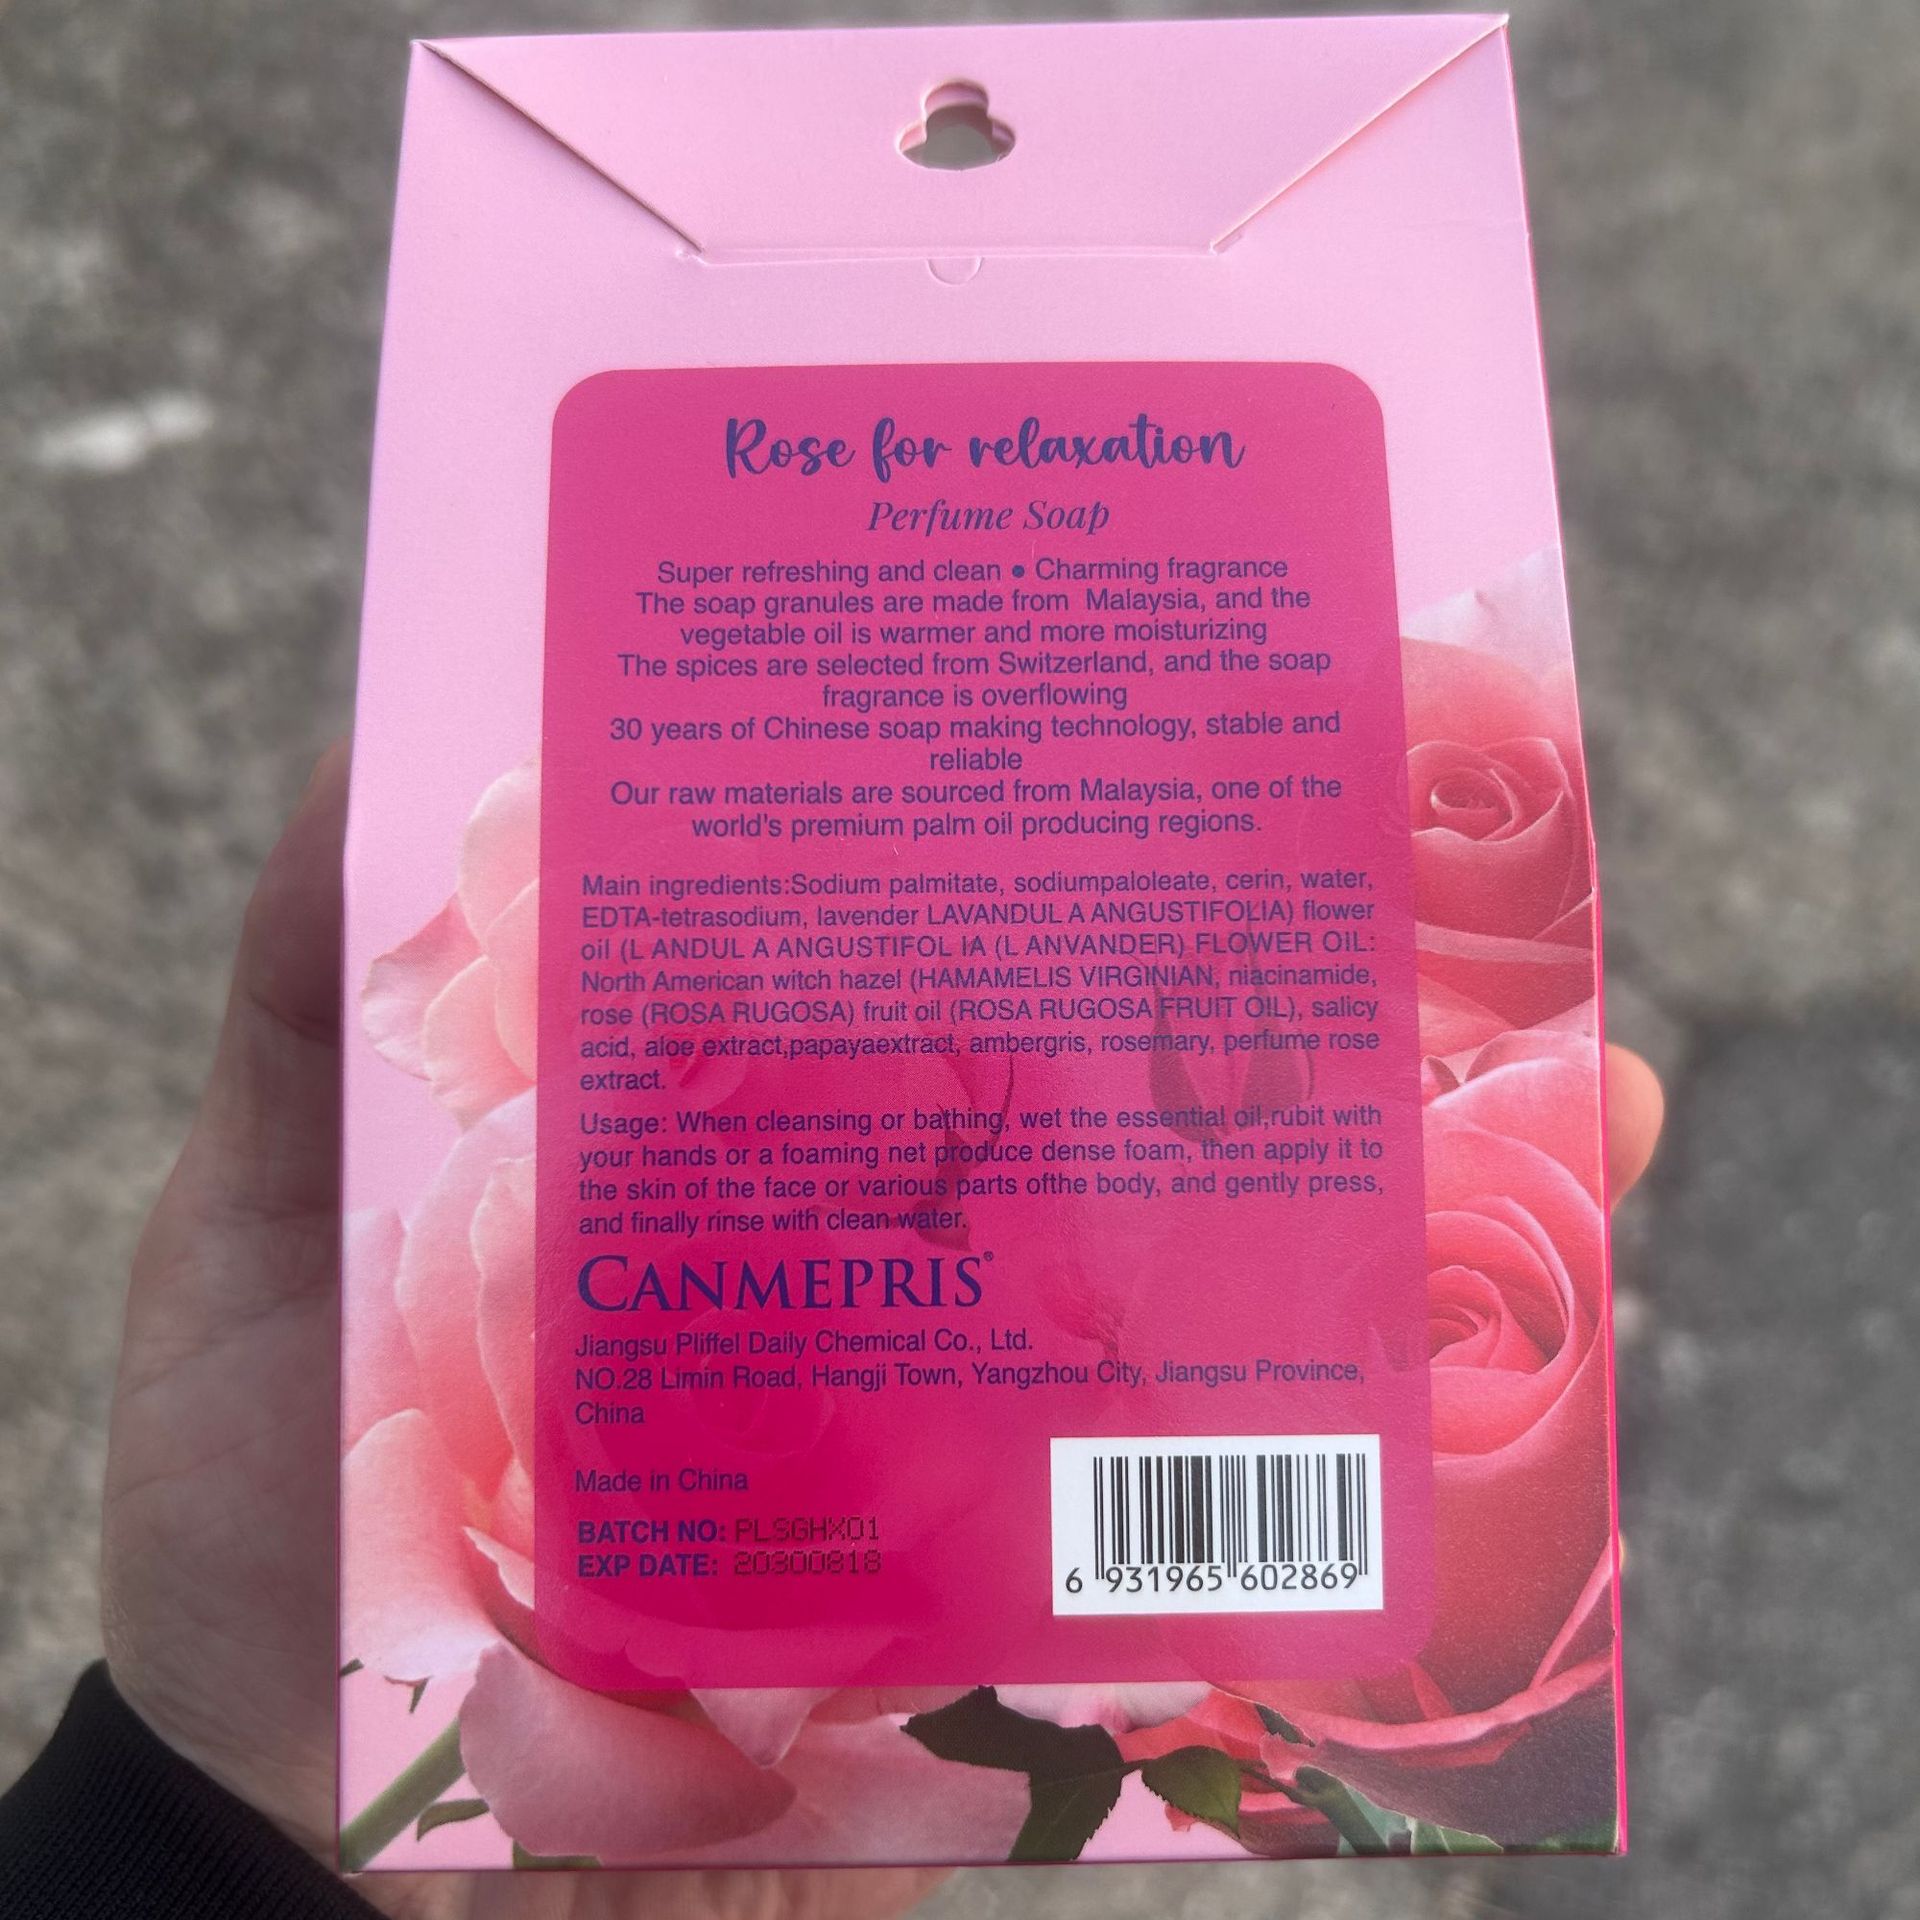 Rose for relaxation
Perfume Soap
Super refreshing and clean • Charming fragrance
The soap granules are made from Malaysia, and the
vegetable oil is warmer and more moisturizing
The spices are selected from Switzerland, and the soap
fragrance is overflowing
30 years of Chinese soap making technology, stable and
reliable
Our raw materials are sourced from Malaysia, one of the
world's premium palm oil producing regions.
Main ingredients:Sodium palmitate, sodiumpaloleate, cerin, water,
EDTA-tetrasodium, lavender LAVANDUL A ANGUSTIFOLIA) flower
oil (L ANDUL A ANGUSTIFOL IA (L ANVANDER) FLOWER OIL:
North American witch hazel (HAMAMELIS VIRGINIAN, niacinamide,
rose (ROSA RUGOSA) fruit oil (ROSA RUGOSA FRUIT OIL), salicy
acid, aloe extract,papayaextract, ambergris, rosemary, perfume rose
extract.
Usage: When cleansing or bathing, wet the essential oil,rubit with
your hands or a foaming net produce dense foam, then apply it to
the skin of the face or various parts ofthe body, and gently press,
and finally rinse with clean water.
CANMEPRIS®
Jiangsu Pliffel Daily Chemical Co., Ltd.
NO.28 Limin Road, Hangji Town, Yangzhou City, Jiangsu Province,
China
Made in China
BATCH NO: PLSGHX01
EXP DATE: 20300818
6 931965 602869